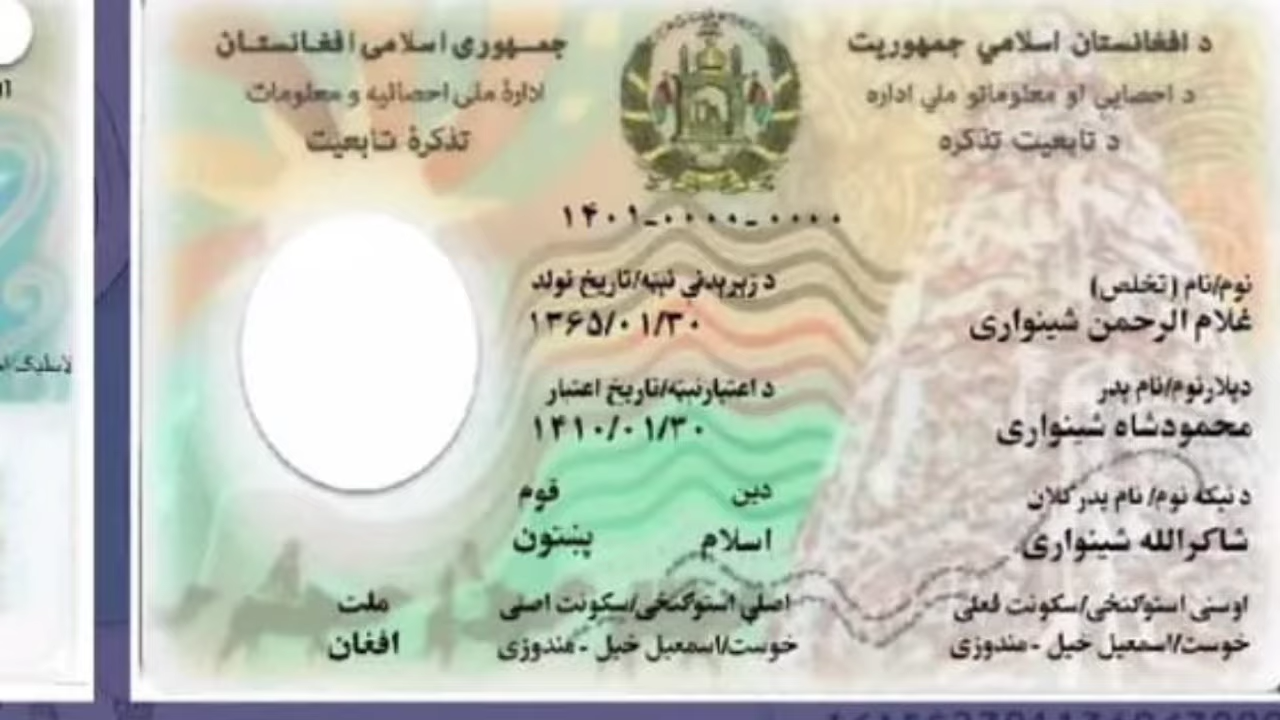 د افغانستان اسلامي جمهوریت
جمهوری اسلامی افغانستان
د احصایې او معلوماتو ملي اداره
ادارهٔ ملی احصائیه و معلومات
د تابعیت تذکره
تذکرهٔ تابعیت
۱۴۰۱-۰۰۰۰-۰۰۰۰
نوم/نام (تخلص)
غلام الرحمن شینواری
د زېږېدنې نېټه/تاریخ تولد
۱۳۶۵/۰۱/۳۰
دپلارنوم/نام پدر
محمودشاه شینواری
د اعتبارنېټه/تاریخ اعتبار
۱۴۱۰/۰۱/۳۰
د نیکه نوم/ نام پدرکلان
شاکرالله شینواری
دین
اسلام
قوم
پښتون
اوسنی استوګنځی/سکونت فعلی
خوست/اسمعیل خیل - مندوزی
اصلي استوګنځی/سکونت اصلی
خوست/اسمعیل خیل - مندوزی
ملت
افغان